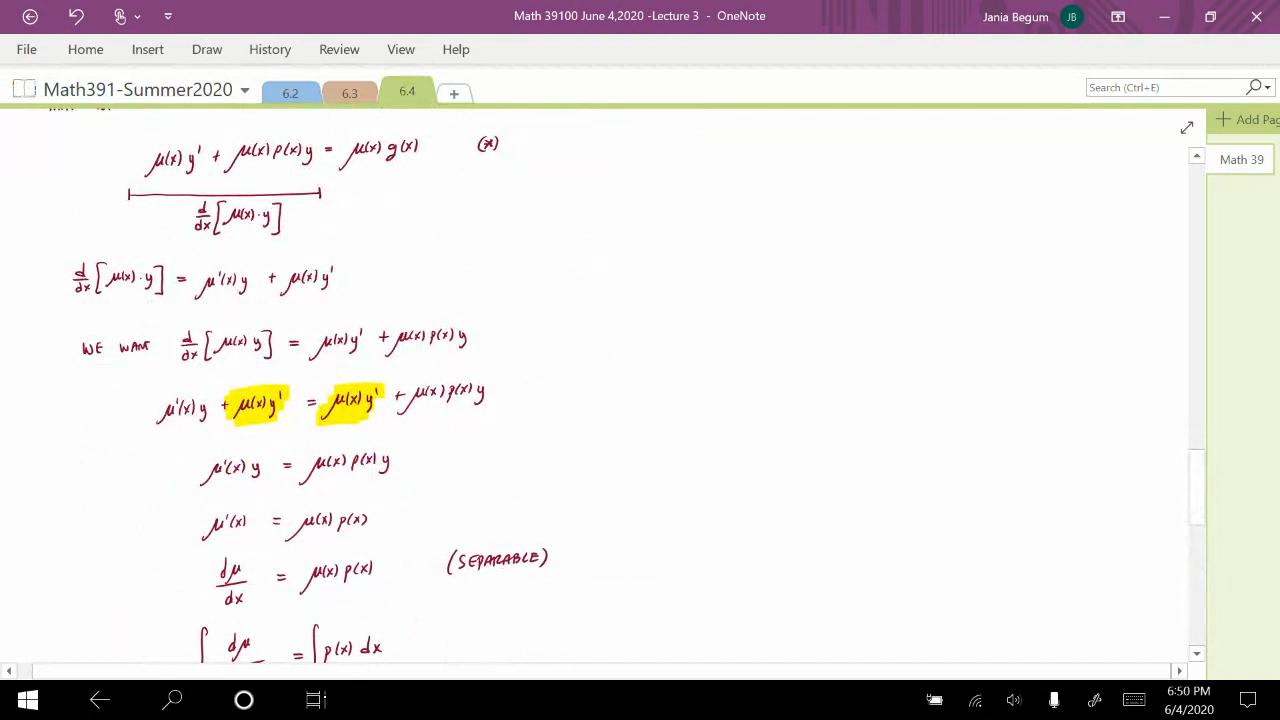 Math 39100 June 4,2020 -Lecture 3 - OneNote
Jania Begum JB
File Home Insert Draw History Review View Help
Math391-Summer2020 6.2 6.3 6.4
Search (Ctrl+E)
Add Pag
Math 39
μ(x) y' + μ(x) p(x) y = μ(x) g(x) (*)
d/dx [μ(x) · y]
d/dx [μ(x) · y] = μ'(x) y + μ(x) y'
WE WANT d/dx [μ(x) y] = μ(x) y' + μ(x) p(x) y
μ'(x) y + μ(x) y' = μ(x) y' + μ(x) p(x) y
μ'(x) y = μ(x) p(x) y
μ'(x) = μ(x) p(x)
dμ/dx = μ(x) p(x) (SEPARABLE)
∫ dμ = ∫ p(x) dx
6:50 PM
6/4/2020